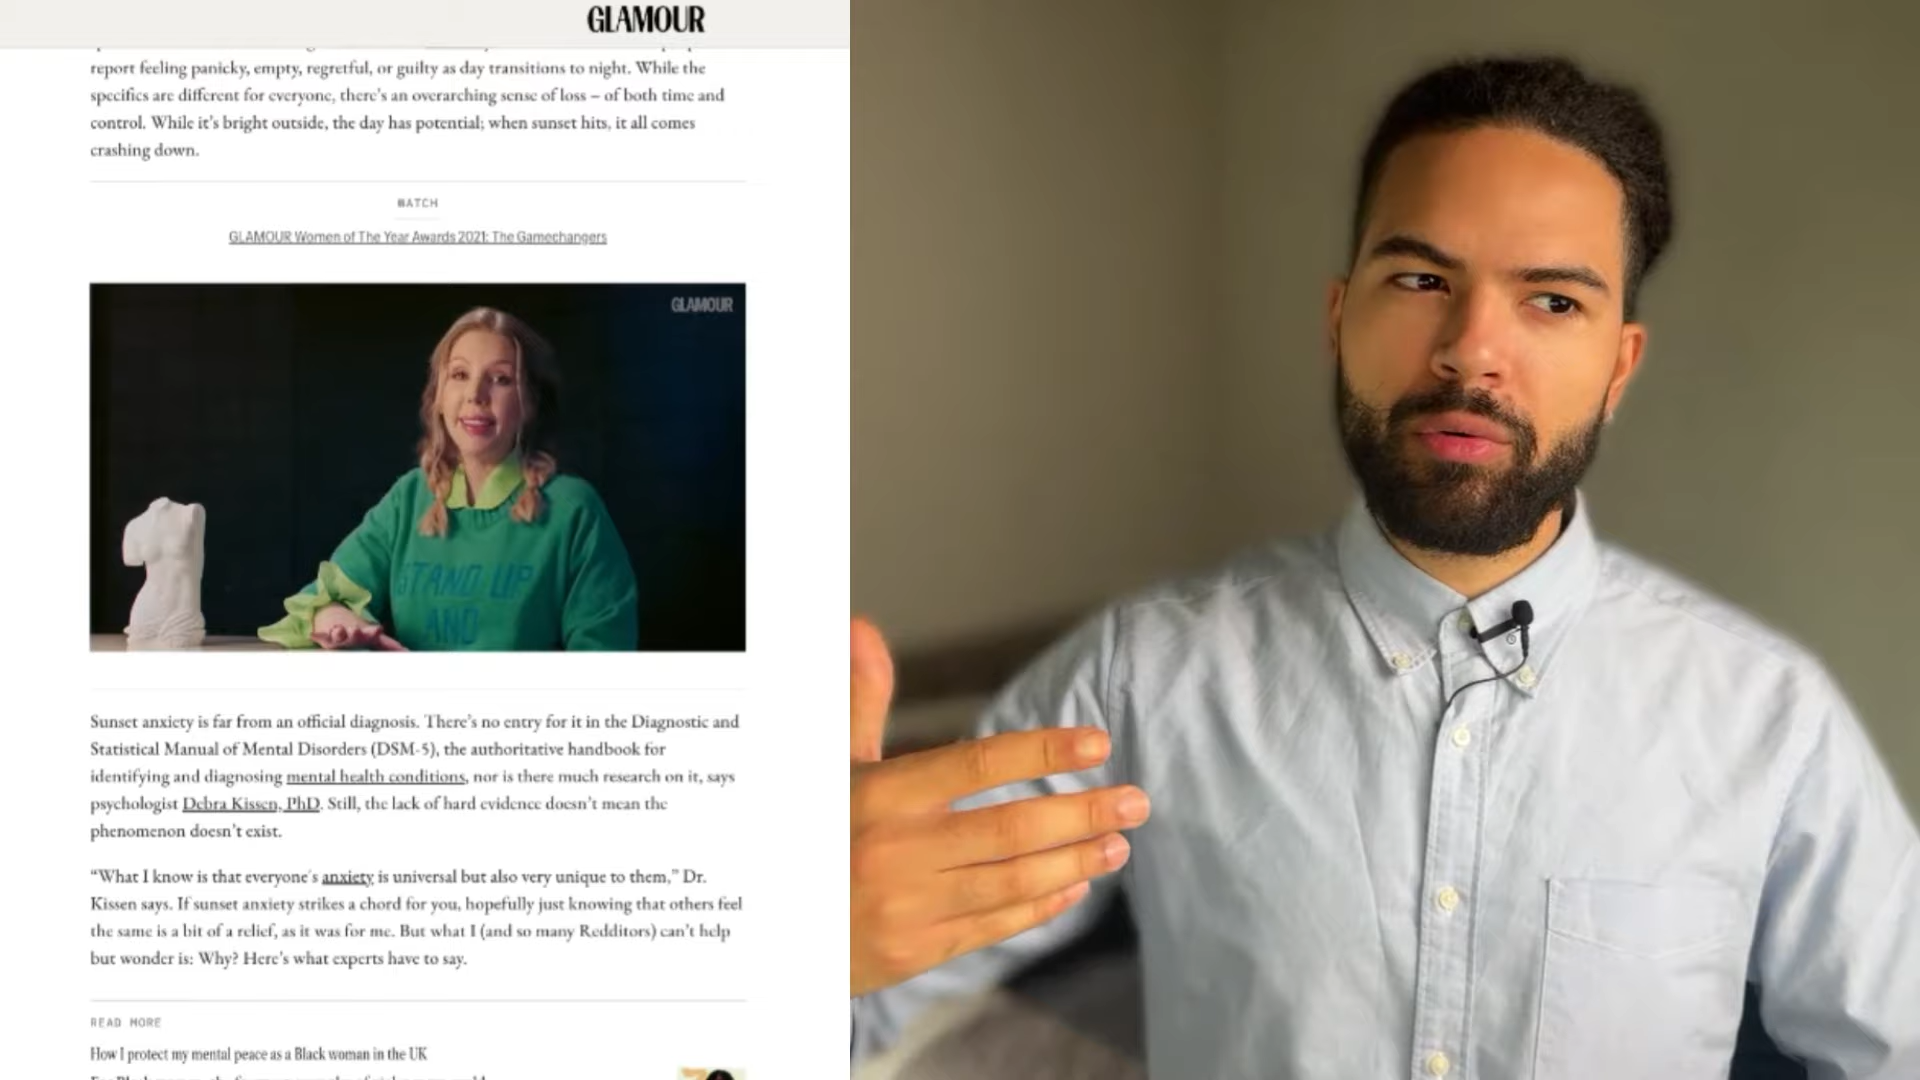 GLAMOUR
report feeling panicky, empty, regretful, or guilty as day transitions to night. While the
specifics are different for everyone, there's an overarching sense of loss – of both time and
control. While it's bright outside, the day has potential; when sunset hits, it all comes
crashing down.
WATCH
GLAMOUR Women of The Year Awards 2021: The Gamechangers
GLAMOUR
STAND UP
AND
Sunset anxiety is far from an official diagnosis. There's no entry for it in the Diagnostic and
Statistical Manual of Mental Disorders (DSM-5), the authoritative handbook for
identifying and diagnosing mental health conditions, nor is there much research on it, says
psychologist Debra Kissen, PhD. Still, the lack of hard evidence doesn't mean the
phenomenon doesn't exist.
“What I know is that everyone's anxiety is universal but also very unique to them,” Dr.
Kissen says. If sunset anxiety strikes a chord for you, hopefully just knowing that others feel
the same is a bit of a relief, as it was for me. But what I (and so many Redditors) can't help
but wonder is: Why? Here's what experts have to say.
READ MORE
How I protect my mental peace as a Black woman in the UK